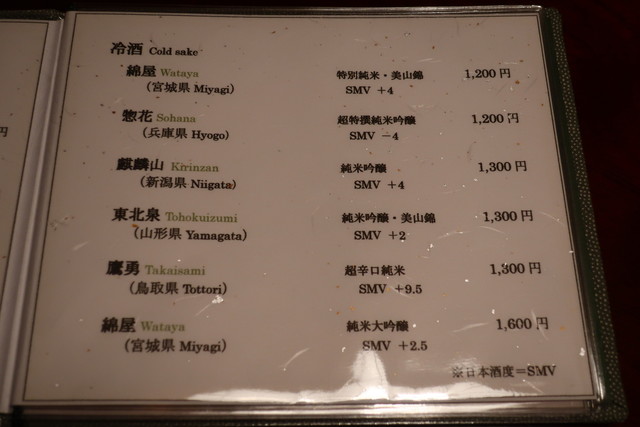 冷酒 Cold sake
綿屋 Wataya 特別純米・美山錦 1,200円
(宮城県 Miyagi) SMV +4
惣花 Sohana 超特撰純米吟醸 1,200円
(兵庫県 Hyogo) SMV −4
麒麟山 Kirinzan 純米吟醸 1,300円
(新潟県 Niigata) SMV +4
東北泉 Tohokuizumi 純米吟醸・美山錦 1,300円
(山形県 Yamagata) SMV +2
鷹勇 Takaisami 超辛口純米 1,300円
(鳥取県 Tottori) SMV +9.5
綿屋 Wataya 純米大吟醸 1,600円
(宮城県 Miyagi) SMV +2.5
※日本酒度=SMV
円